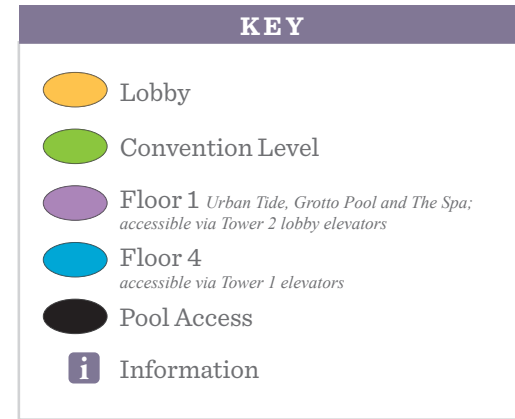 KEY
Lobby
Convention Level
Floor 1 Urban Tide, Grotto Pool and The Spa;
accessible via Tower 2 lobby elevators
Floor 4
accessible via Tower 1 elevators
Pool Access
i Information